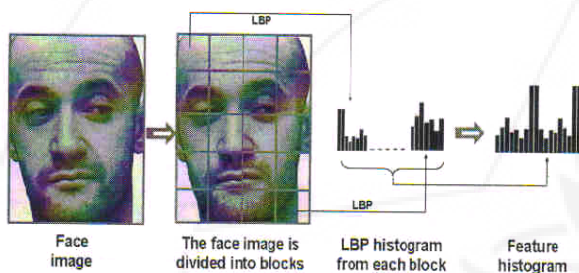 LBP
LBP
Face
image
The face image is
divided into blocks
LBP histogram
from each block
Feature
histogram